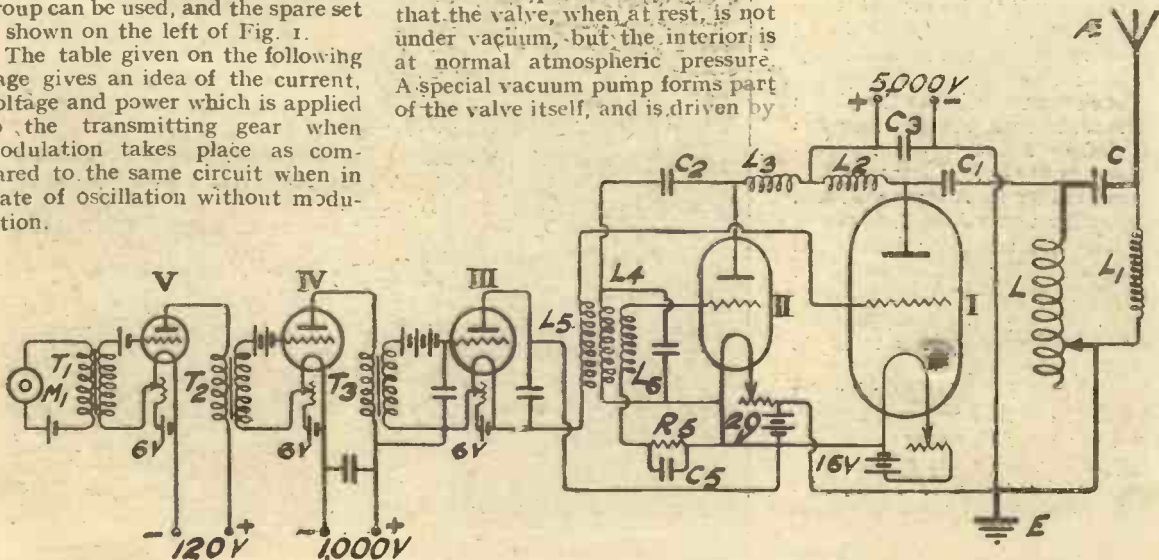 roup can be used, and the spare set
shown on the left of Fig. 1.
The table given on the following
age gives an idea of the current,
oltage and power which is applied
the transmitting gear when
odulation takes place as com-
ared to the same circuit when in
ate of oscillation without modu-
tion.
that the valve, when at rest, is not
under vacuum, but the interior is
at normal atmospheric pressure.
A special vacuum pump forms part
of the valve itself, and is driven by
Æ
5,000V
+ -
C3
C2 L3 L2 C1 C
V IV III L5 L4 II I L L1
T1 M1 T2 T3 L6
6V 6V 6V R5 C5 16V
- 120V + - 1,000V + E